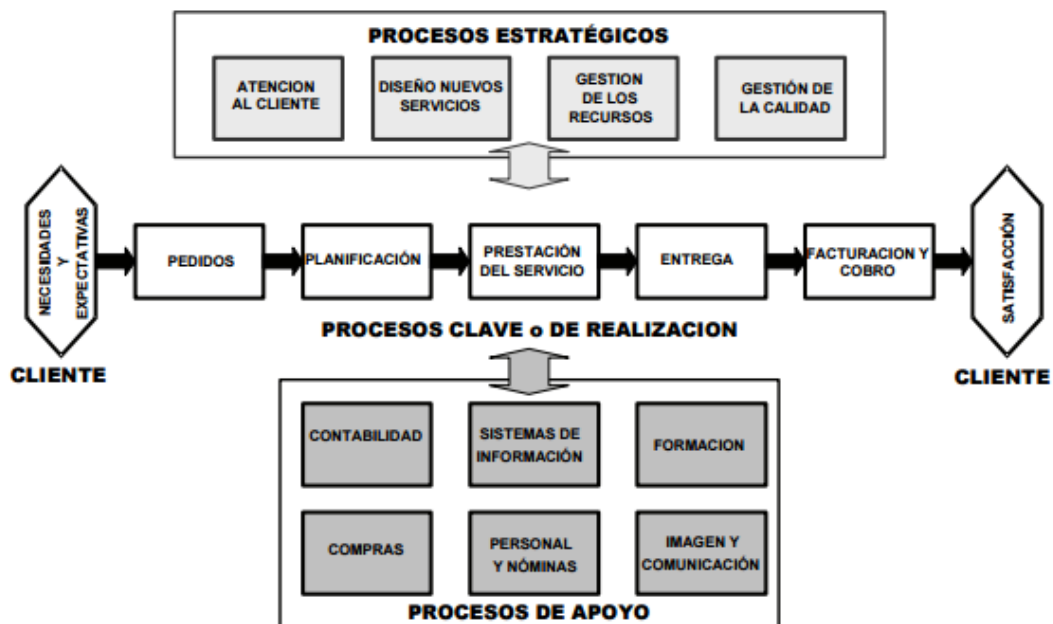 PROCESOS ESTRATÉGICOS
ATENCION
AL CLIENTE
DISEÑO NUEVOS
SERVICIOS
GESTION
DE LOS
RECURSOS
GESTIÓN DE
LA CALIDAD
NECESIDADES
Y
EXPECTATIVAS
CLIENTE
PEDIDOS
PLANIFICACIÓN
PRESTACIÓN
DEL SERVICIO
ENTREGA
FACTURACION Y
COBRO
SATISFACCIÓN
CLIENTE
PROCESOS CLAVE o DE REALIZACION
CONTABILIDAD
SISTEMAS DE
INFORMACIÓN
FORMACION
COMPRAS
PERSONAL
Y NÓMINAS
IMAGEN Y
COMUNICACIÓN
PROCESOS DE APOYO